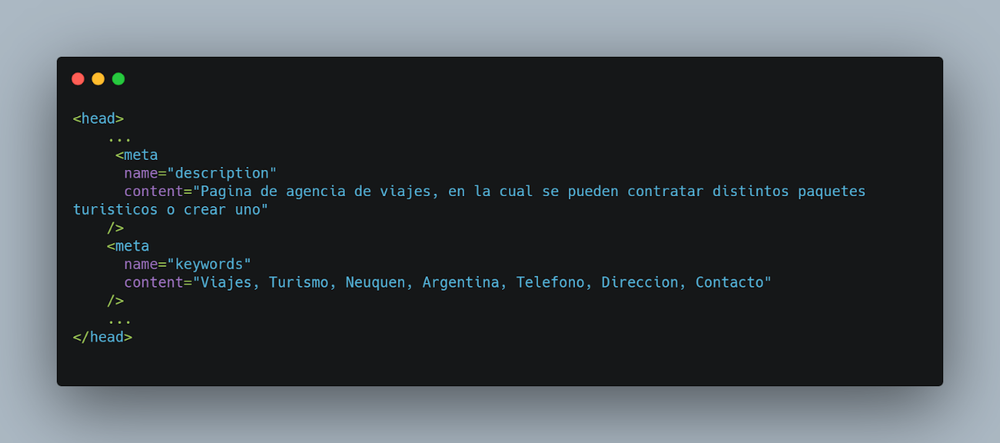 <head>
    ...
     <meta
      name="description"
      content="Pagina de agencia de viajes, en la cual se pueden contratar distintos paquetes
turisticos o crear uno"
    />
    <meta
      name="keywords"
      content="Viajes, Turismo, Neuquen, Argentina, Telefono, Direccion, Contacto"
    />
    ...
</head>